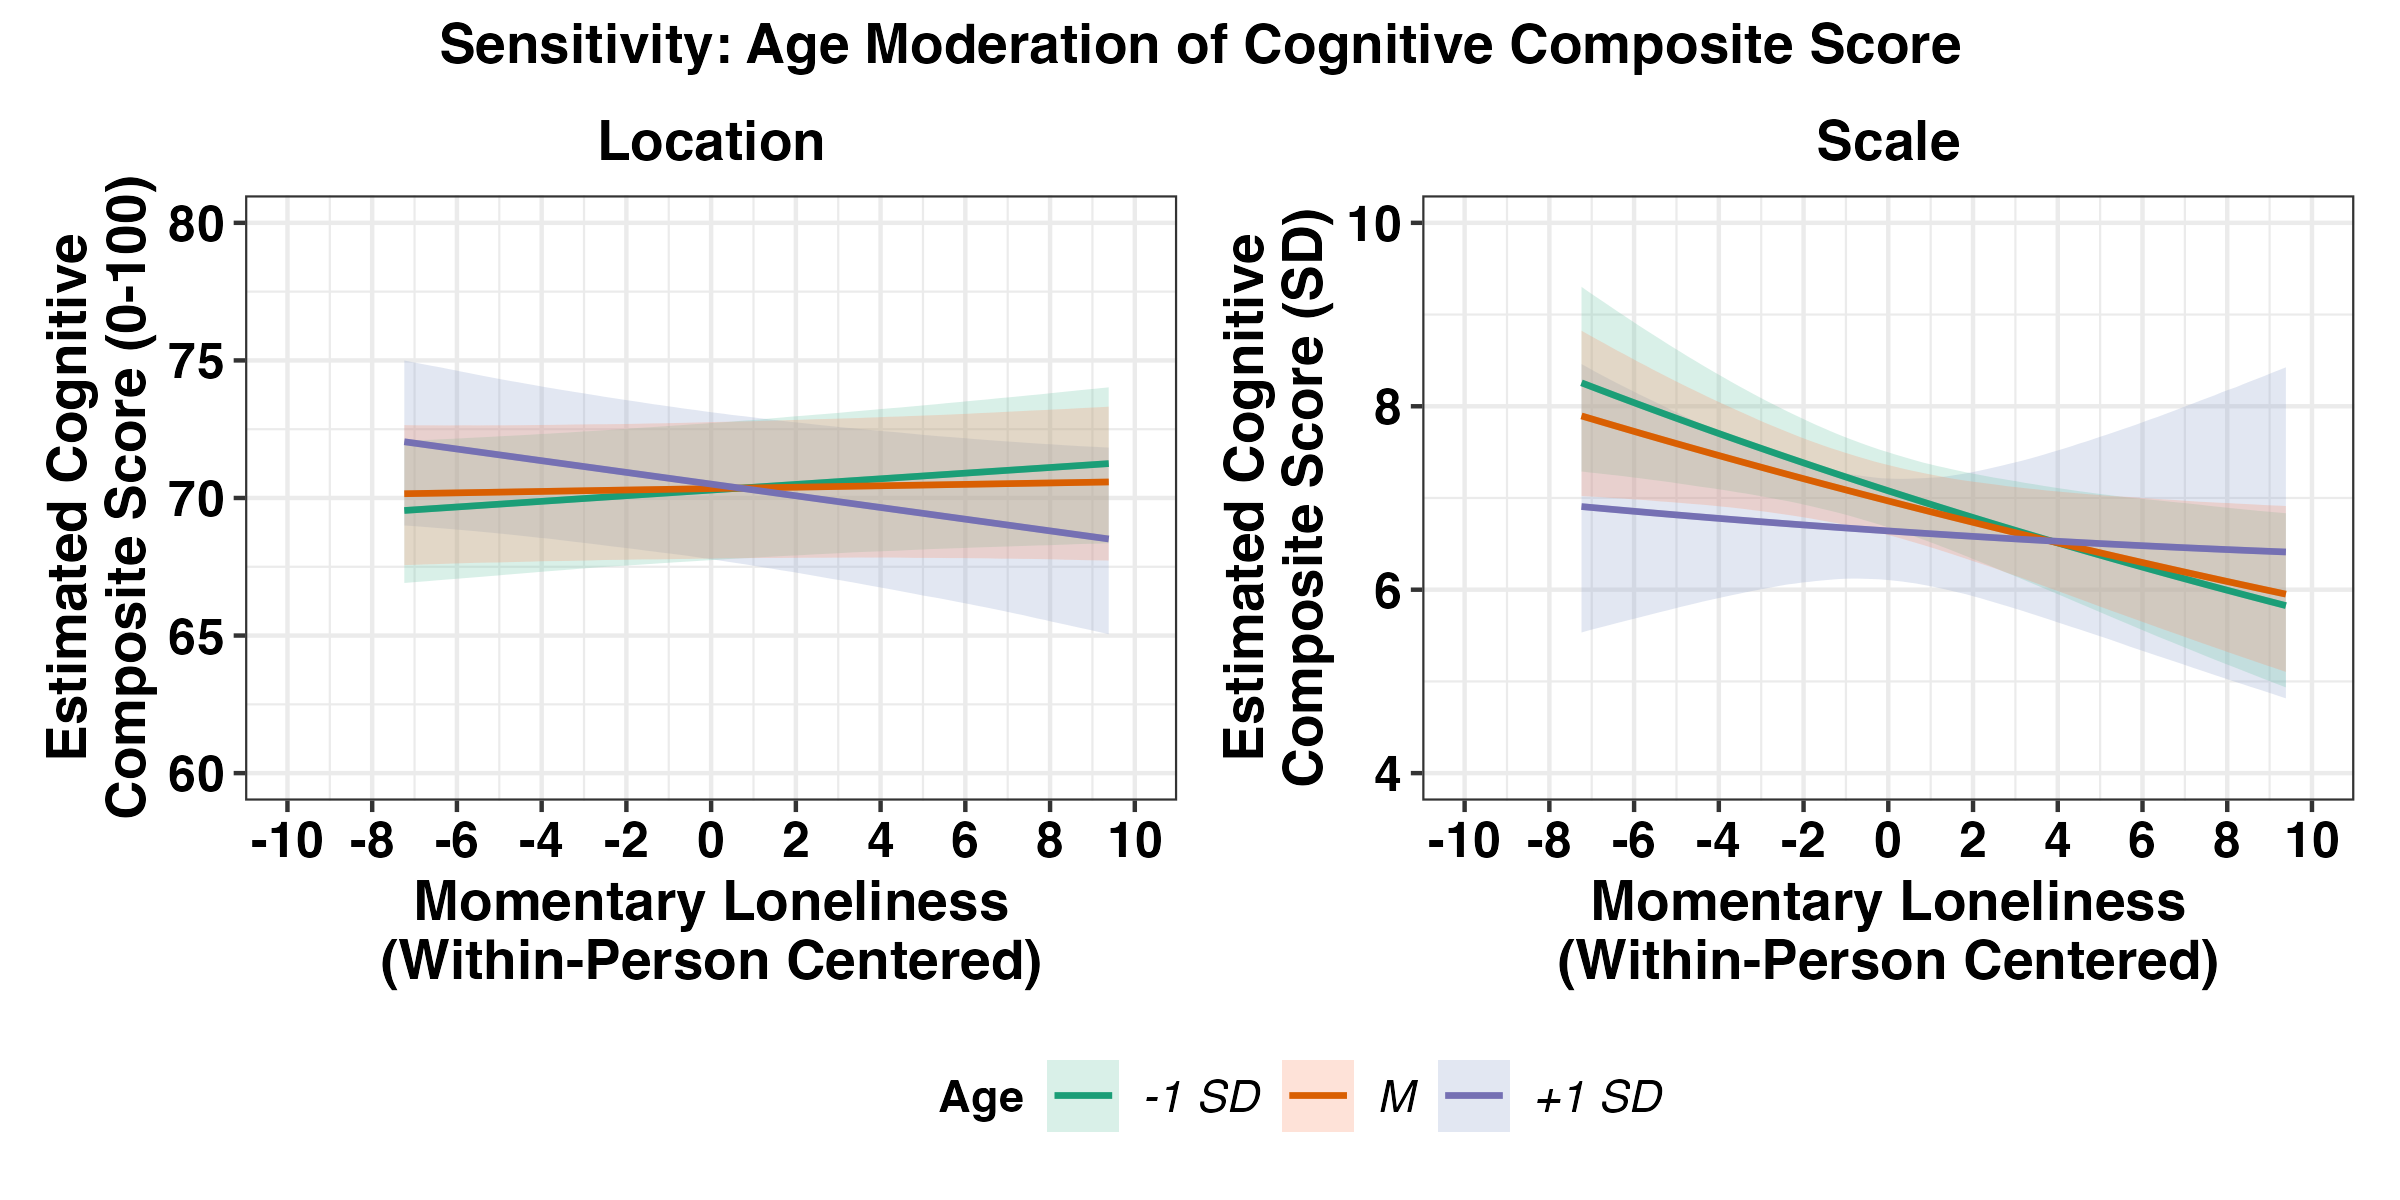 Sensitivity: Age Moderation of Cognitive Composite Score
Location
Estimated Cognitive
Composite Score (0-100)
80
75
70
65
60
-10 -8 -6 -4 -2 0 2 4 6 8 10
Momentary Loneliness
(Within-Person Centered)
Scale
Estimated Cognitive
Composite Score (SD)
10
8
6
4
-10 -8 -6 -4 -2 0 2 4 6 8 10
Momentary Loneliness
(Within-Person Centered)
Age -1 SD M +1 SD